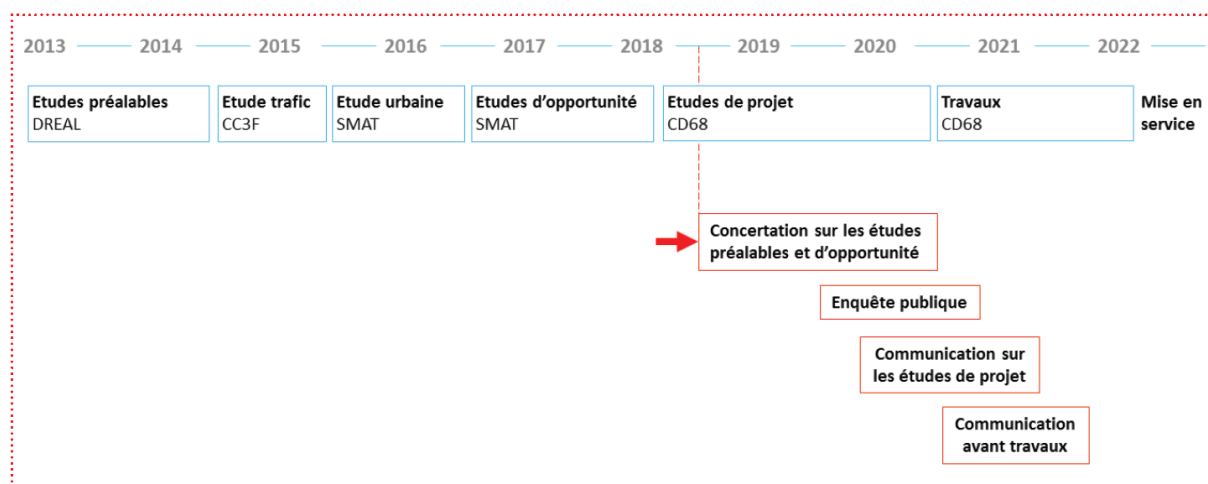 2013 2014 2015 2016 2017 2018 2019 2020 2021 2022
Etudes préalables
DREAL
Etude trafic
CC3F
Etude urbaine
SMAT
Etudes d’opportunité
SMAT
Etudes de projet
CD68
Travaux
CD68
Mise en
service
Concertation sur les études
préalables et d’opportunité
Enquête publique
Communication sur
les études de projet
Communication
avant travaux